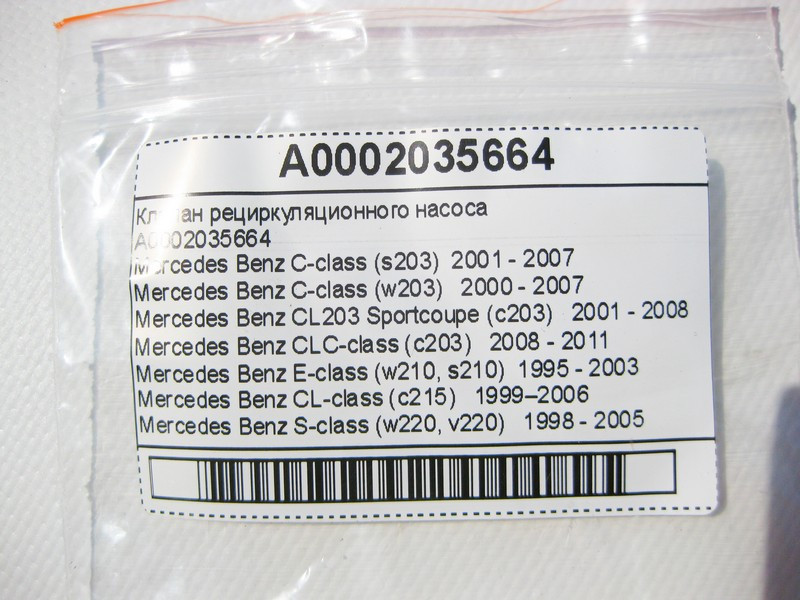 A0002035664
Клапан рециркуляционного насоса
A0002035664
Mercedes Benz C-class (s203) 2001 - 2007
Mercedes Benz C-class (w203) 2000 - 2007
Mercedes Benz CL203 Sportcoupe (c203) 2001 - 2008
Mercedes Benz CLC-class (c203) 2008 - 2011
Mercedes Benz E-class (w210, s210) 1995 - 2003
Mercedes Benz CL-class (c215) 1999–2006
Mercedes Benz S-class (w220, v220) 1998 - 2005